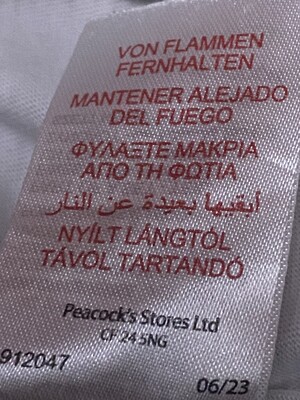 VON FLAMMEN
FERNHALTEN
MANTENER ALEJADO
DEL FUEGO
ΦΥΛΑΞΤΕ ΜΑΚΡΙΑ
ΑΠΟ ΤΗ ΦΩΤΙΑ
أبقيها بعيدة عن النار
NYÍLT LÁNGTÓL
TÁVOL TARTANDÓ
Peacock's Stores Ltd
CF 24 5NG
912047
06/23